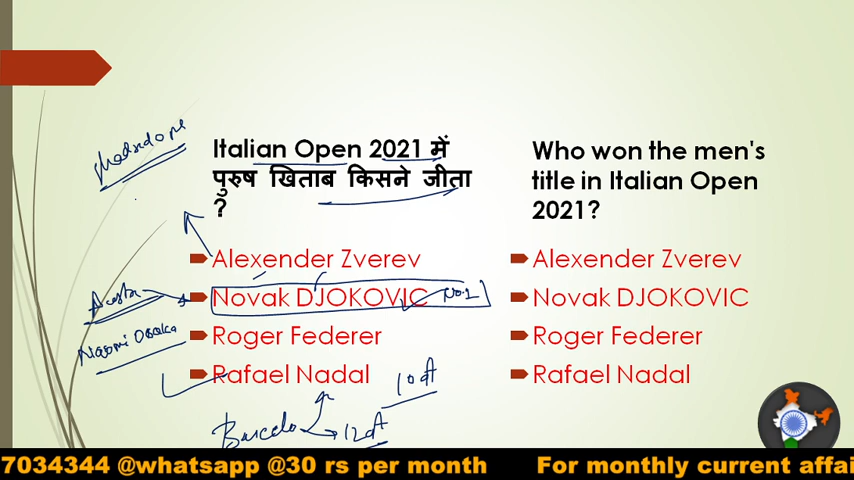 Italian Open 2021 में
पुरुष खिताब किसने जीता
?
Alexender Zverev
Novak DJOKOVIC No.1
Roger Federer
Rafael Nadal
Who won the men's
title in Italian Open
2021?
Alexender Zverev
Novak DJOKOVIC
Roger Federer
Rafael Nadal
Naomi Osaka
7034344 @whatsapp @30 rs per month For monthly current affai